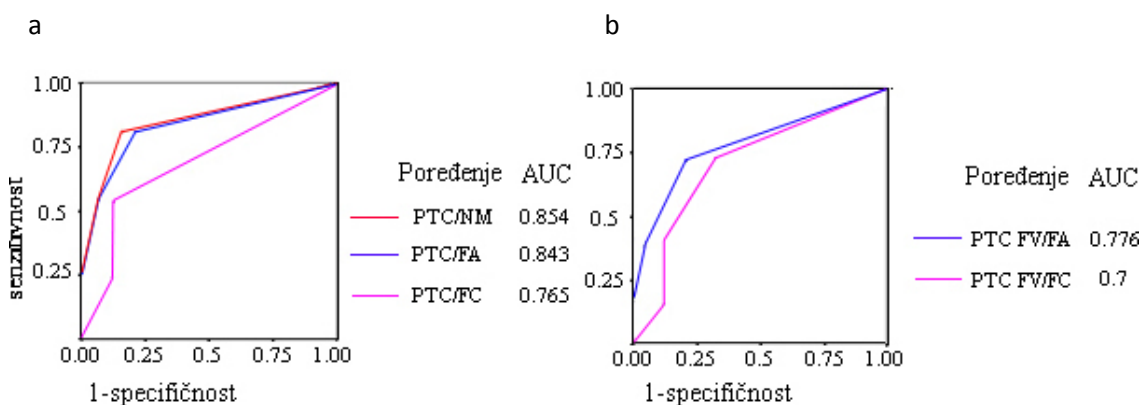 a
1.00
0.75
0.5
0.25
0.00 0.25 0.5 0.75 1.00
senzitivnost
1-specifičnost
Poređenje AUC
PTC/NM 0.854
PTC/FA 0.843
PTC/FC 0.765
b
1.00
0.75
0.5
0.25
0.00 0.25 0.5 0.75 1.00
1-specifičnost
Poređenje AUC
PTC FV/FA 0.776
PTC FV/FC 0.7